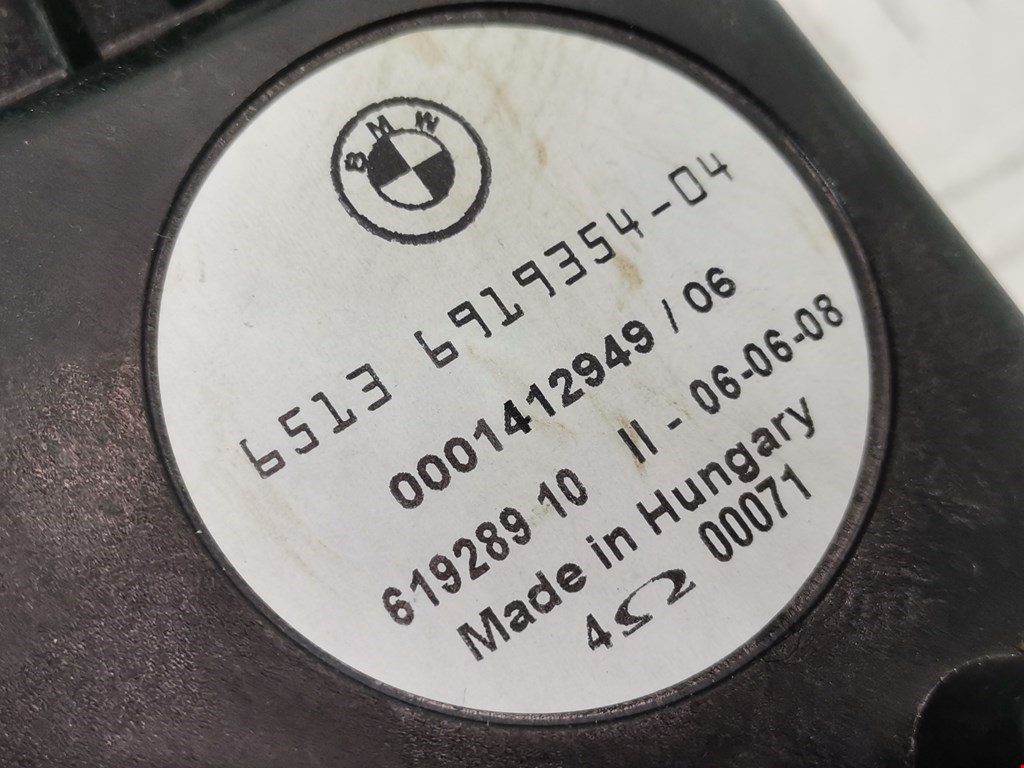 BMW
6513 6919354-04
0001412949 / 06
619289 10 II - 06-06-08
Made in Hungary
4Ω 00071